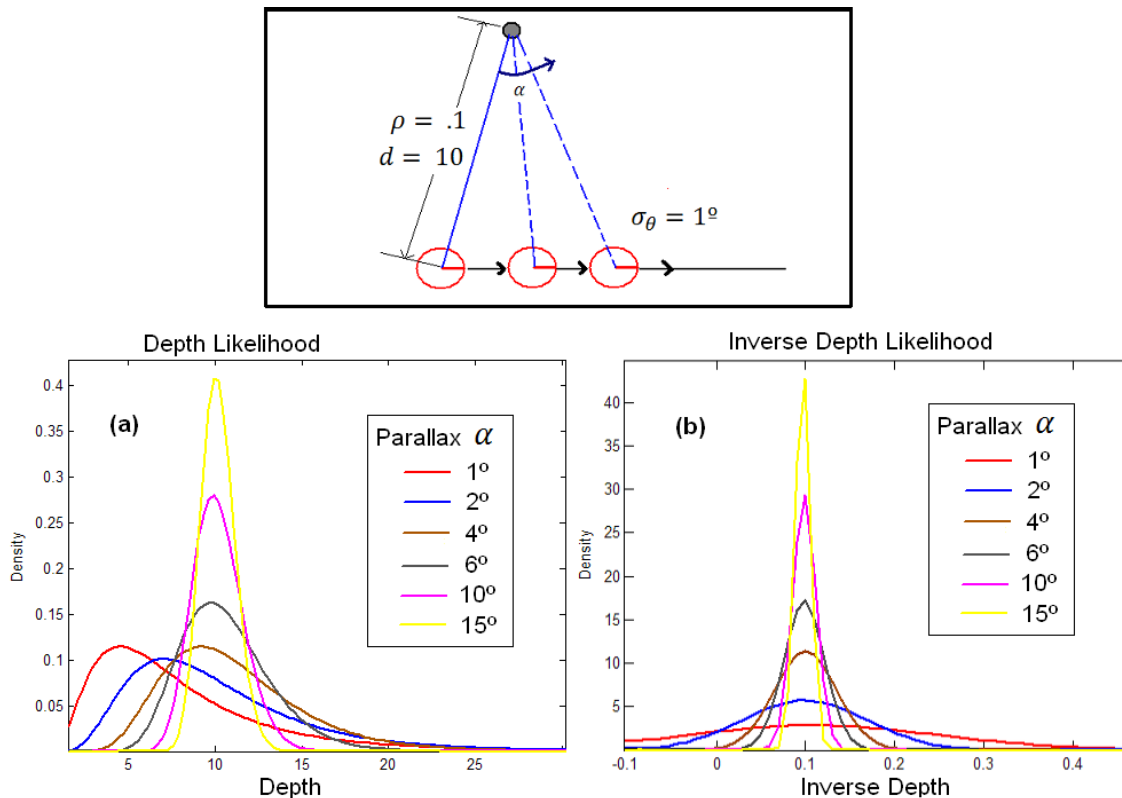 α
ρ = .1
d = 10
σθ = 1º
Depth Likelihood
0.4
0.35
0.3
0.25
0.2
0.15
0.1
0.05
Density
(a)
Parallax α
1º
2º
4º
6º
10º
15º
5
10
15
20
25
Depth
Inverse Depth Likelihood
40
35
30
25
20
15
10
5
Density
(b)
Parallax α
1º
2º
4º
6º
10º
15º
-0.1
0
0.1
0.2
0.3
0.4
Inverse Depth